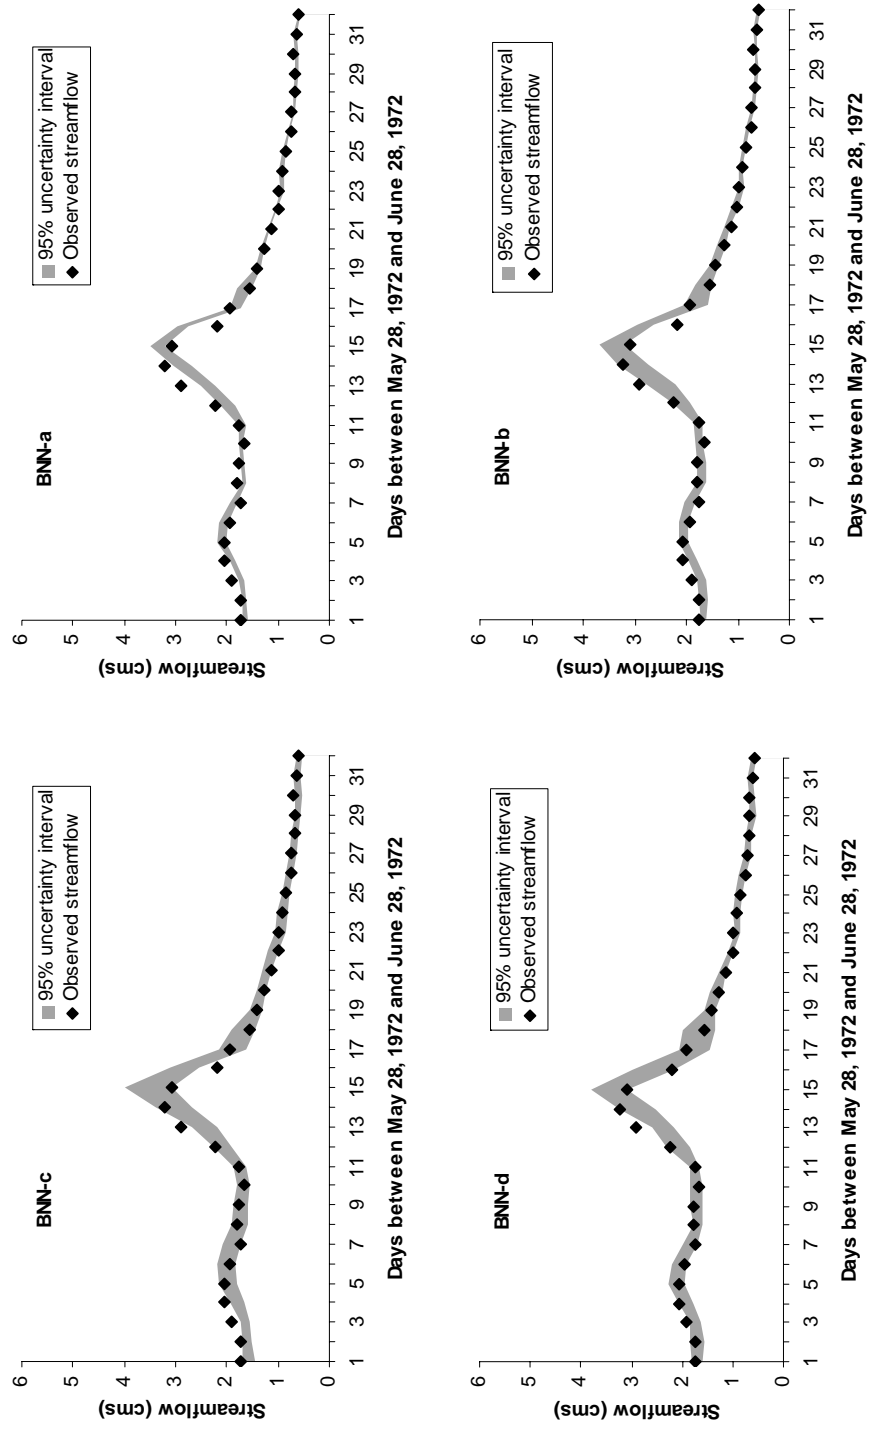 BNN-a
95% uncertainty interval
Observed streamflow
Streamflow (cms)
6
5
4
3
2
1
0
1 3 5 7 9 11 13 15 17 19 21 23 25 27 29 31
Days between May 28, 1972 and June 28, 1972
BNN-b
95% uncertainty interval
Observed streamflow
Streamflow (cms)
6
5
4
3
2
1
0
1 3 5 7 9 11 13 15 17 19 21 23 25 27 29 31
Days between May 28, 1972 and June 28, 1972
BNN-c
95% uncertainty interval
Observed streamflow
Streamflow (cms)
6
5
4
3
2
1
0
1 3 5 7 9 11 13 15 17 19 21 23 25 27 29 31
Days between May 28, 1972 and June 28, 1972
BNN-d
95% uncertainty interval
Observed streamflow
Streamflow (cms)
6
5
4
3
2
1
0
1 3 5 7 9 11 13 15 17 19 21 23 25 27 29 31
Days between May 28, 1972 and June 28, 1972